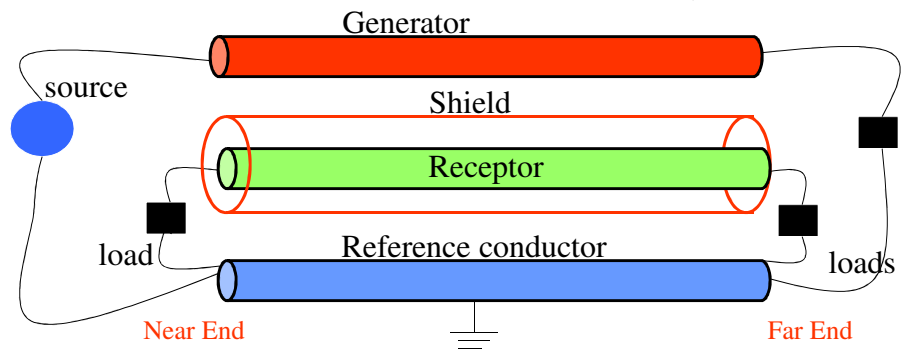 Generator
source
Shield
Receptor
Reference conductor
load
loads
Near End
Far End